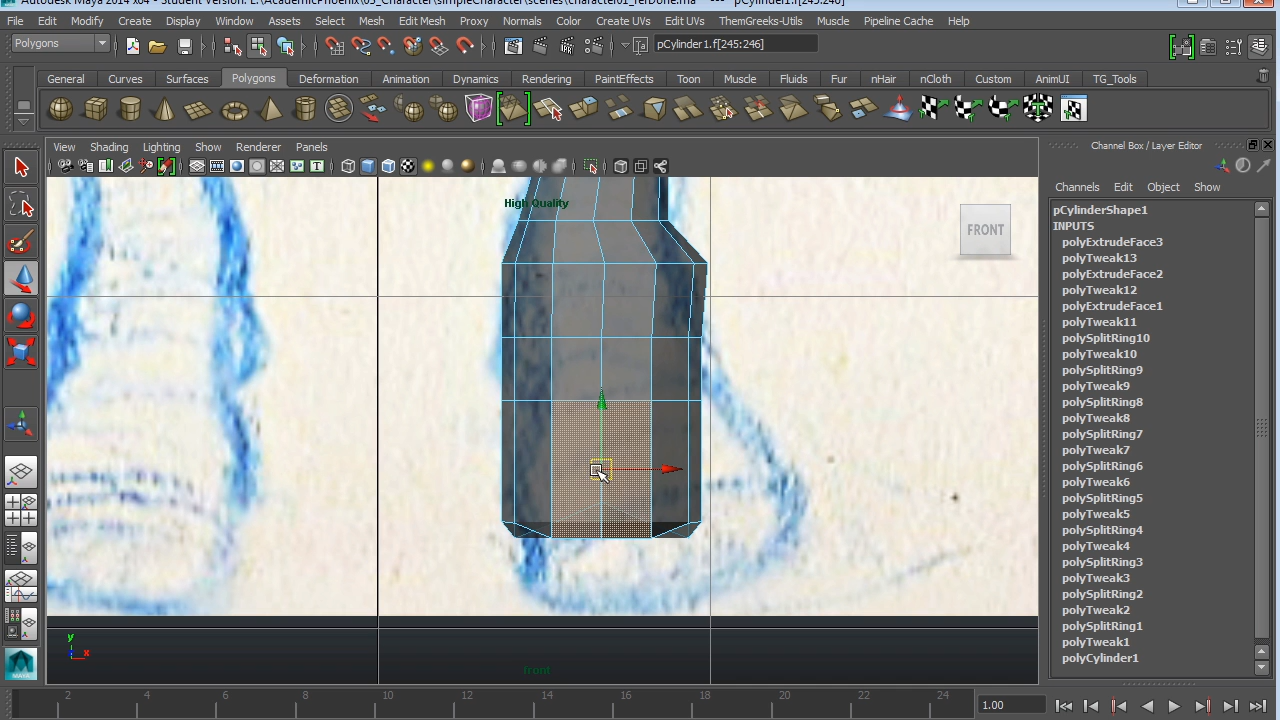 Autodesk Maya 2014 x64 - Student Version: E:\AcademicPhoenix\05_Character\simpleCharacter\scenes\character01_refDone.ma --- pCylinder1.f[245:246]
File Edit Modify Create Display Window Assets Select Mesh Edit Mesh Proxy Normals Color Create UVs Edit UVs ThemGreeks-Utils Muscle Pipeline Cache Help
Polygons pCylinder1.f[245:246]
General Curves Surfaces Polygons Deformation Animation Dynamics Rendering PaintEffects Toon Muscle Fluids Fur nHair nCloth Custom AnimUI TG_Tools
View Shading Lighting Show Renderer Panels
Channel Box / Layer Editor
Channels Edit Object Show
High Quality
FRONT
pCylinderShape1
INPUTS
polyExtrudeFace3
polyTweak13
polyExtrudeFace2
polyTweak12
polyExtrudeFace1
polyTweak11
polySplitRing10
polyTweak10
polySplitRing9
polyTweak9
polySplitRing8
polyTweak8
polySplitRing7
polyTweak7
polySplitRing6
polyTweak6
polySplitRing5
polyTweak5
polySplitRing4
polyTweak4
polySplitRing3
polyTweak3
polySplitRing2
polyTweak2
polySplitRing1
polyTweak1
polyCylinder1
y
x
front
MAYA
2 4 6 8 10 12 14 16 18 20 22 24
1.00